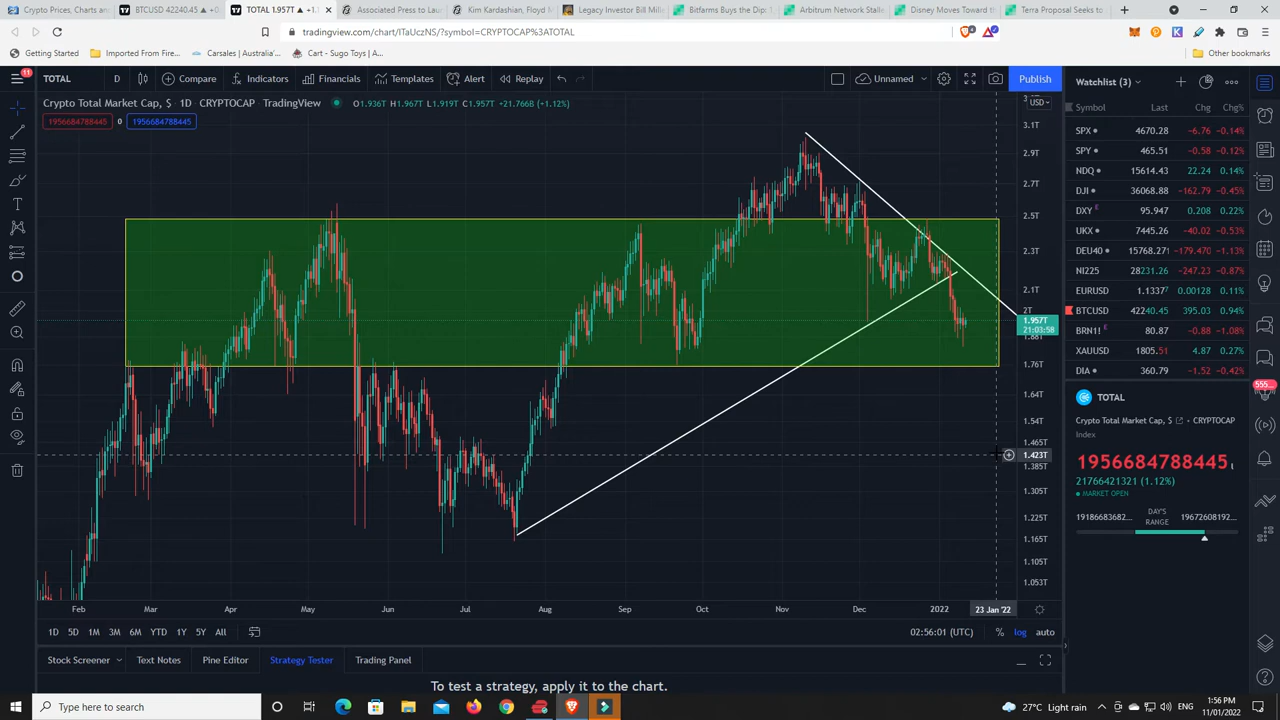 Crypto Prices, Charts an
BTCUSD 42240.45 ▲ +0.
TOTAL 1.957T ▲ +1.1
Associated Press to Laun
Kim Kardashian, Floyd M
Legacy Investor Bill Mille
Bitfarms Buys the Dip:
Arbitrum Network Stalle
Disney Moves Toward th
Terra Proposal Seeks to
tradingview.com/chart/ITaUczNS/?symbol=CRYPTOCAP%3ATOTAL
Getting Started
Imported From Fire...
Carsales | Australia'...
Cart - Sugo Toys | A...
Other bookmarks
11
TOTAL
D
Compare
Indicators
Financials
Templates
Alert
Replay
Unnamed
Publish
Crypto Total Market Cap, $ • 1D CRYPTOCAP TradingView
O1.936T H1.967T L1.919T C1.957T +21.766B (+1.12%)
1956684788445
0
1956684788445
USD
3.1T
2.9T
2.7T
2.5T
2.3T
2.1T
2T
1.957T
21:03:58
1.88T
1.76T
1.64T
1.54T
1.465T
1.423T
1.385T
1.305T
1.225T
1.165T
1.105T
1.053T
Feb
Mar
Apr
May
Jun
Jul
Aug
Sep
Oct
Nov
Dec
2022
23 Jan '22
1D 5D 1M 3M 6M YTD 1Y 5Y All
02:56:01 (UTC)
%
log
auto
Stock Screener
Text Notes
Pine Editor
Strategy Tester
Trading Panel
To test a strategy, apply it to the chart.
Watchlist (3)
Symbol Last Chg Chg%
SPX 4670.28 -6.76 -0.14%
SPY 465.51 -0.58 -0.12%
NDQ 15614.43 22.24 0.14%
DJI 36068.88 -162.79 -0.45%
DXY E 95.947 0.208 0.22%
UKX 7445.26 -40.02 -0.53%
DEU40 15768.271 -179.470 -1.13%
NI225 28231.26 -247.23 -0.87%
EURUSD 1.13377 0.00128 0.11%
BTCUSD 42240.45 395.03 0.94%
BRN1! E 80.87 -0.88 -1.08%
XAUUSD 1805.51 4.87 0.27%
DIA 360.79 -1.52 -0.42%
555...
TOTAL
Crypto Total Market Cap, $ CRYPTOCAP
Index
1956684788445
21766421321 (1.12%)
MARKET OPEN
19186683682...
DAY'S
RANGE
19672608192...
Type here to search
27°C Light rain
1:56 PM
11/01/2022